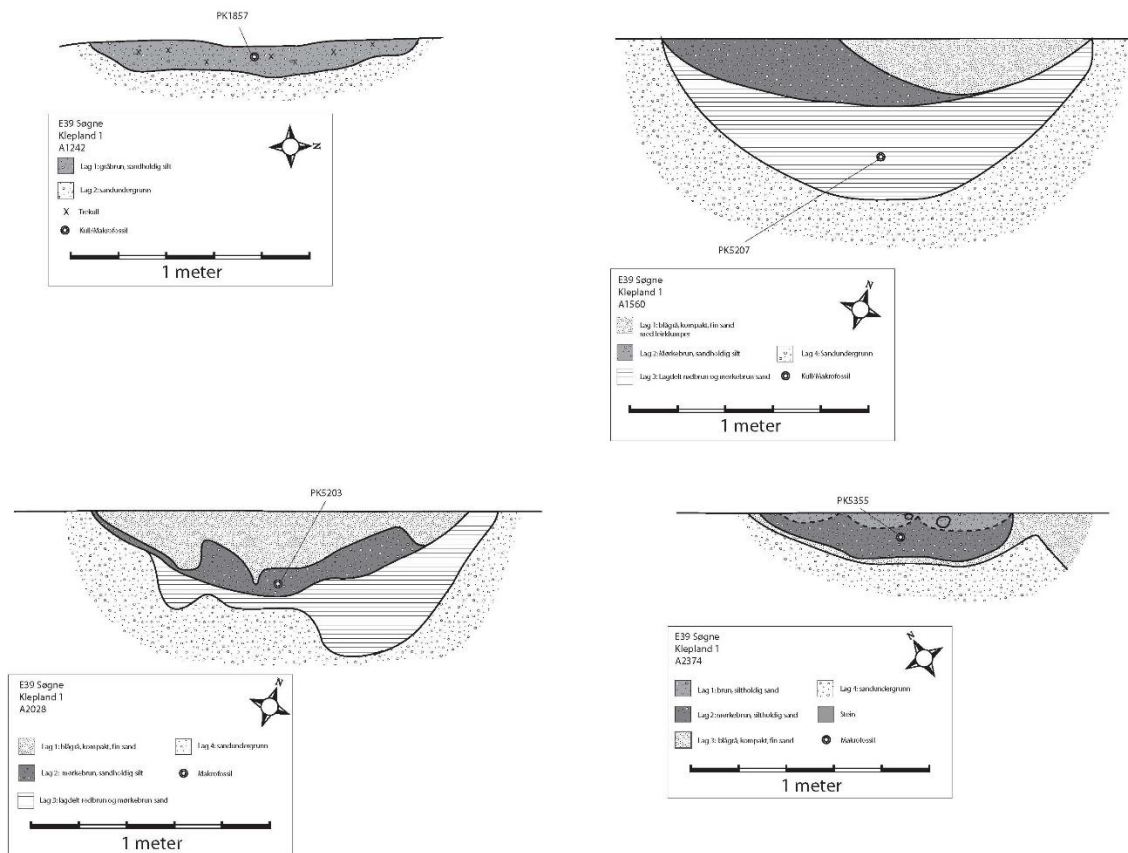 PK1857
E39 Søgne
Klepland 1
A1242
N
Lag 1: gråbrun, sandholdig silt
Lag 2: sandundergrunn
X Trekull
Kull/Makrofossil
1 meter
PK5207
E39 Søgne
Klepland 1
A1560
N
Lag 1: blågrå, kompakt, fin sand
med leirklumper
Lag 2: Mørkebrun, sandholdig silt
Lag 4: Sandundergrunn
Lag 3: Lagdelt rødbrun og mørkebrun sand
Kull/Makrofossil
1 meter
PK5203
E39 Søgne
Klepland 1
A2028
N
Lag 1: blågrå, kompakt, fin sand
Lag 4: sandundergrunn
Lag 2: mørkebrun, sandholdig silt
Makrofossil
Lag 3: lagdelt rødbrun og mørkebrun sand
1 meter
PK5355
E39 Søgne
Klepland 1
A2374
N
Lag 1: brun, siltholdig sand
Lag 4: sandundergrunn
Lag 2: mørkebrun, siltholdig sand
Stein
Lag 3: blågrå, kompakt, fin sand
Makrofossil
1 meter